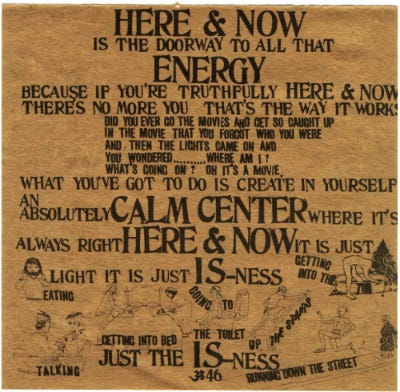 HERE & NOW
IS THE DOORWAY TO ALL THAT
ENERGY
BECAUSE IF YOU'RE TRUTHFULLY HERE & NOW
THERE'S NO MORE YOU THAT'S THE WAY IT WORKS
DID YOU EVER GO THE MOVIES AND GET SO CAUGHT UP
IN THE MOVIE THAT YOU FORGOT WHO YOU WERE
AND THEN THE LIGHTS CAME ON AND
YOU WONDERED..........WHERE AM I?
WHAT'S GOING ON? OH IT'S A MOVIE.
WHAT YOU'VE GOT TO DO IS CREATE IN YOURSELF
AN
ABSOLUTELY CALM CENTER WHERE IT'S
ALWAYS RIGHT HERE & NOW IT IS JUST
LIGHT IT IS JUST IS-NESS
GETTING
INTO THE
EATING
GOING TO
THE TOILET
GETTING INTO BED
UP THE STAIRS
JUST THE IS-NESS
TALKING
RUNNING DOWN THE STREET
ॐ46